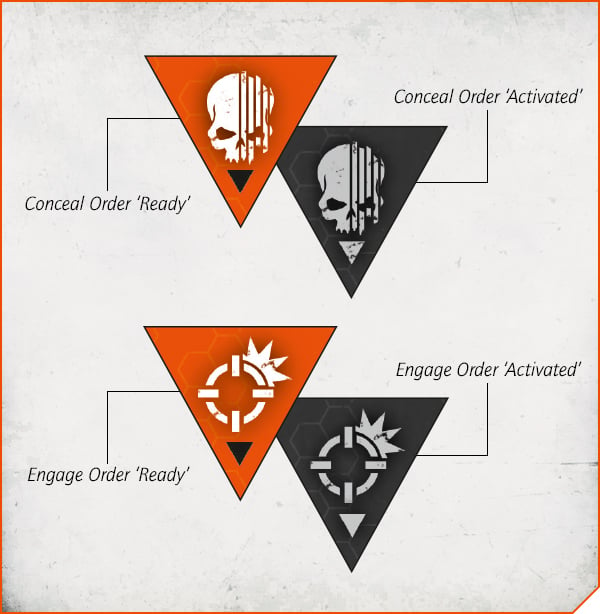 Conceal Order ‘Activated’
Conceal Order ‘Ready’
Engage Order ‘Activated’
Engage Order ‘Ready’